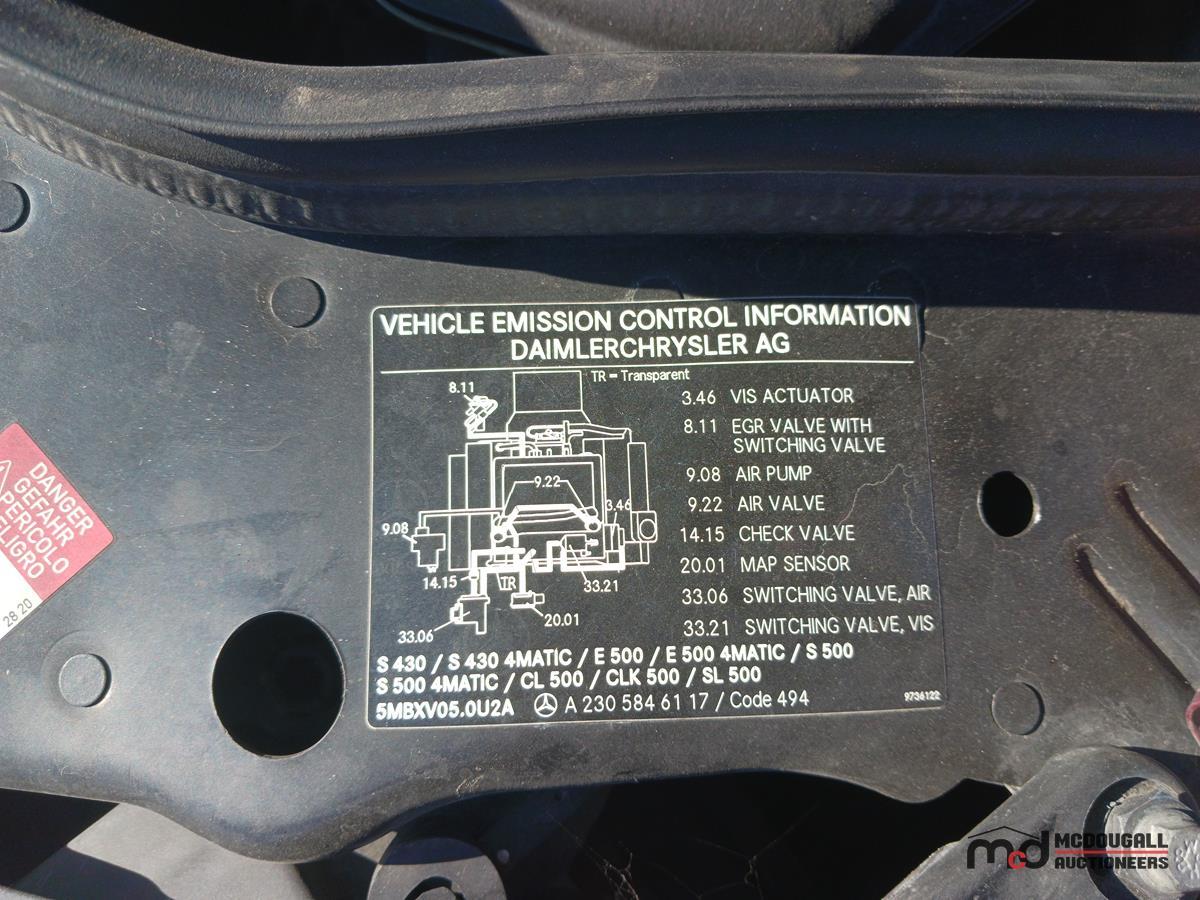 VEHICLE EMISSION CONTROL INFORMATION
DAIMLERCHRYSLER AG
TR = Transparent
8.11
9.22
3.46
9.08
14.15
TR
33.21
33.06
20.01
3.46 VIS ACTUATOR
8.11 EGR VALVE WITH
SWITCHING VALVE
9.08 AIR PUMP
9.22 AIR VALVE
14.15 CHECK VALVE
20.01 MAP SENSOR
33.06 SWITCHING VALVE, AIR
33.21 SWITCHING VALVE, VIS
S 430 / S 430 4MATIC / E 500 / E 500 4MATIC / S 500
S 500 4MATIC / CL 500 / CLK 500 / SL 500
5MBXV05.0U2A A 230 584 61 17 / Code 494
9736122
DANGER
GEFAHR
PERICOLO
PELIGRO
28 20
mcd MCDOUGALL
AUCTIONEERS